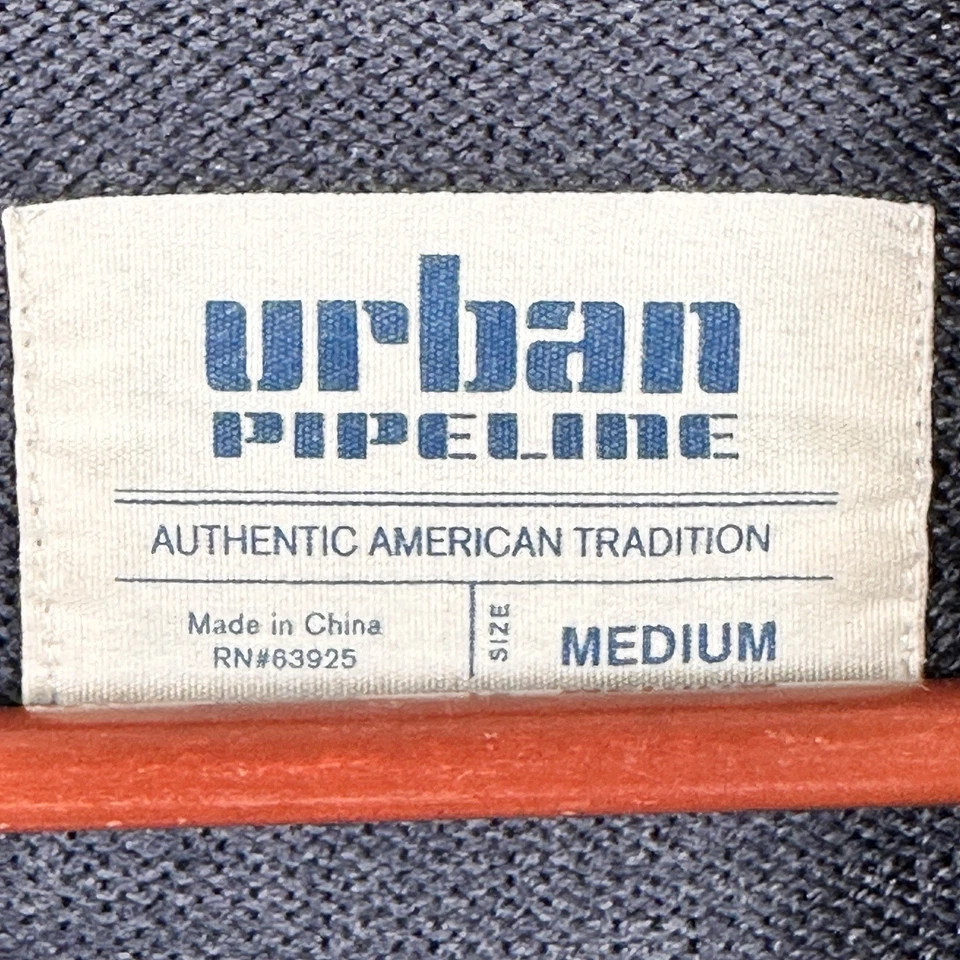 urban
PIPELINE
AUTHENTIC AMERICAN TRADITION
Made in China
RN#63925
SIZE
MEDIUM